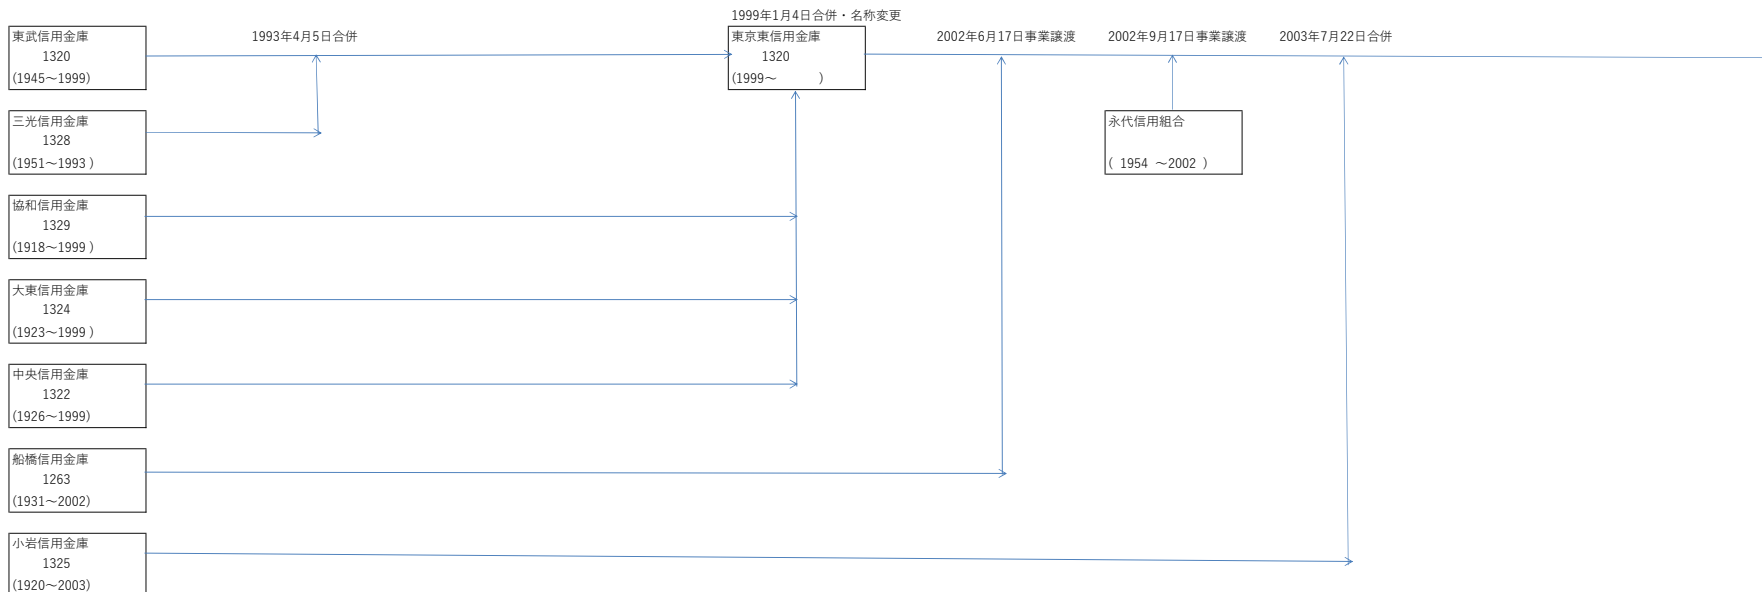 1999年1月4日合併・名称変更
東武信用金庫
1320
(1945～1999)
1993年4月5日合併
東京東信用金庫
1320
(1999～　　　)
2002年6月17日事業譲渡
2002年9月17日事業譲渡
2003年7月22日合併
三光信用金庫
1328
(1951～1993 )
永代信用組合
( 1954 ～2002 )
協和信用金庫
1329
(1918～1999 )
大東信用金庫
1324
(1923～1999 )
中央信用金庫
1322
(1926～1999)
船橋信用金庫
1263
(1931～2002)
小岩信用金庫
1325
(1920～2003)